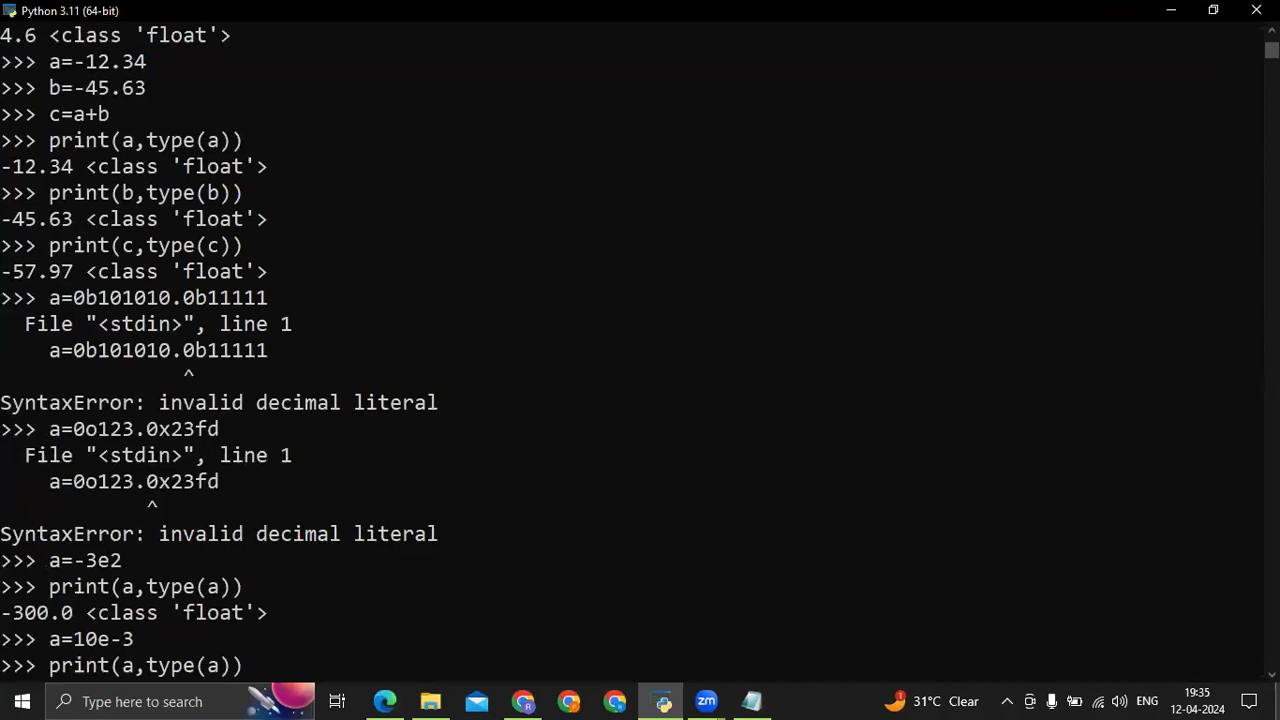 Python 3.11 (64-bit)
4.6 <class 'float'>
>>> a=-12.34
>>> b=-45.63
>>> c=a+b
>>> print(a,type(a))
-12.34 <class 'float'>
>>> print(b,type(b))
-45.63 <class 'float'>
>>> print(c,type(c))
-57.97 <class 'float'>
>>> a=0b101010.0b11111
  File "<stdin>", line 1
    a=0b101010.0b11111
               ^
SyntaxError: invalid decimal literal
>>> a=0o123.0x23fd
  File "<stdin>", line 1
    a=0o123.0x23fd
            ^
SyntaxError: invalid decimal literal
>>> a=-3e2
>>> print(a,type(a))
-300.0 <class 'float'>
>>> a=10e-3
>>> print(a,type(a))
Type here to search
zm
1
31°C Clear
ENG
19:35
12-04-2024